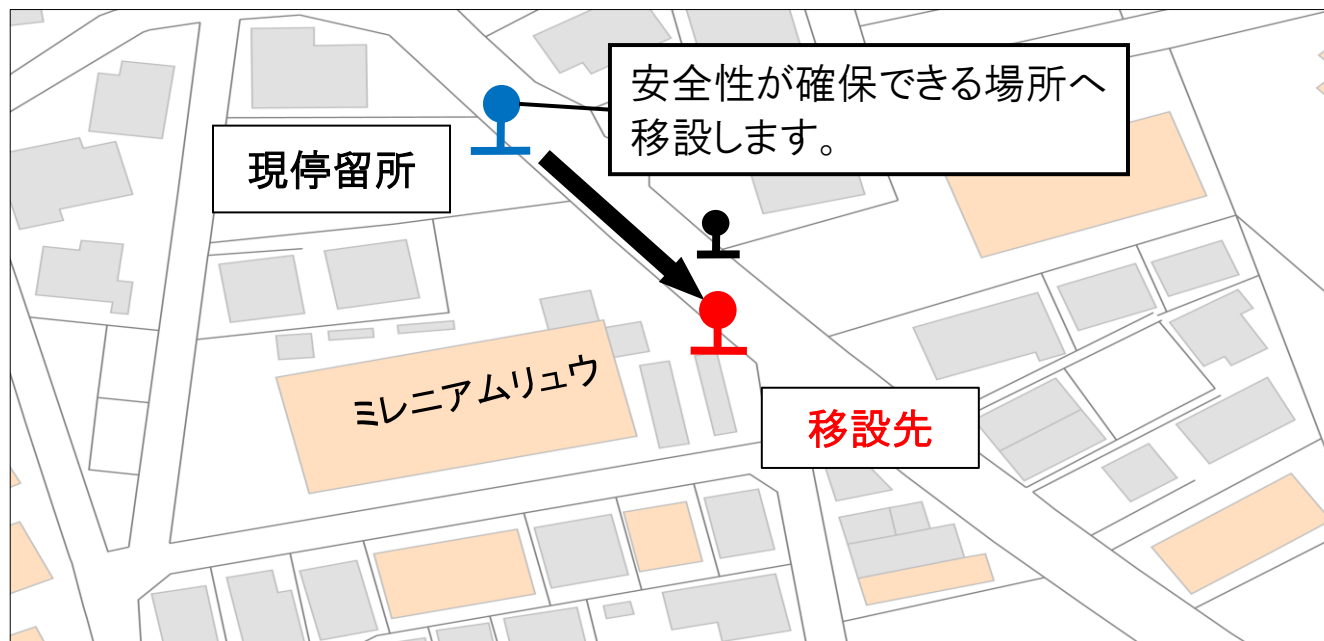 安全性が確保できる場所へ
移設します。
現停留所
ミレニアムリュウ
移設先